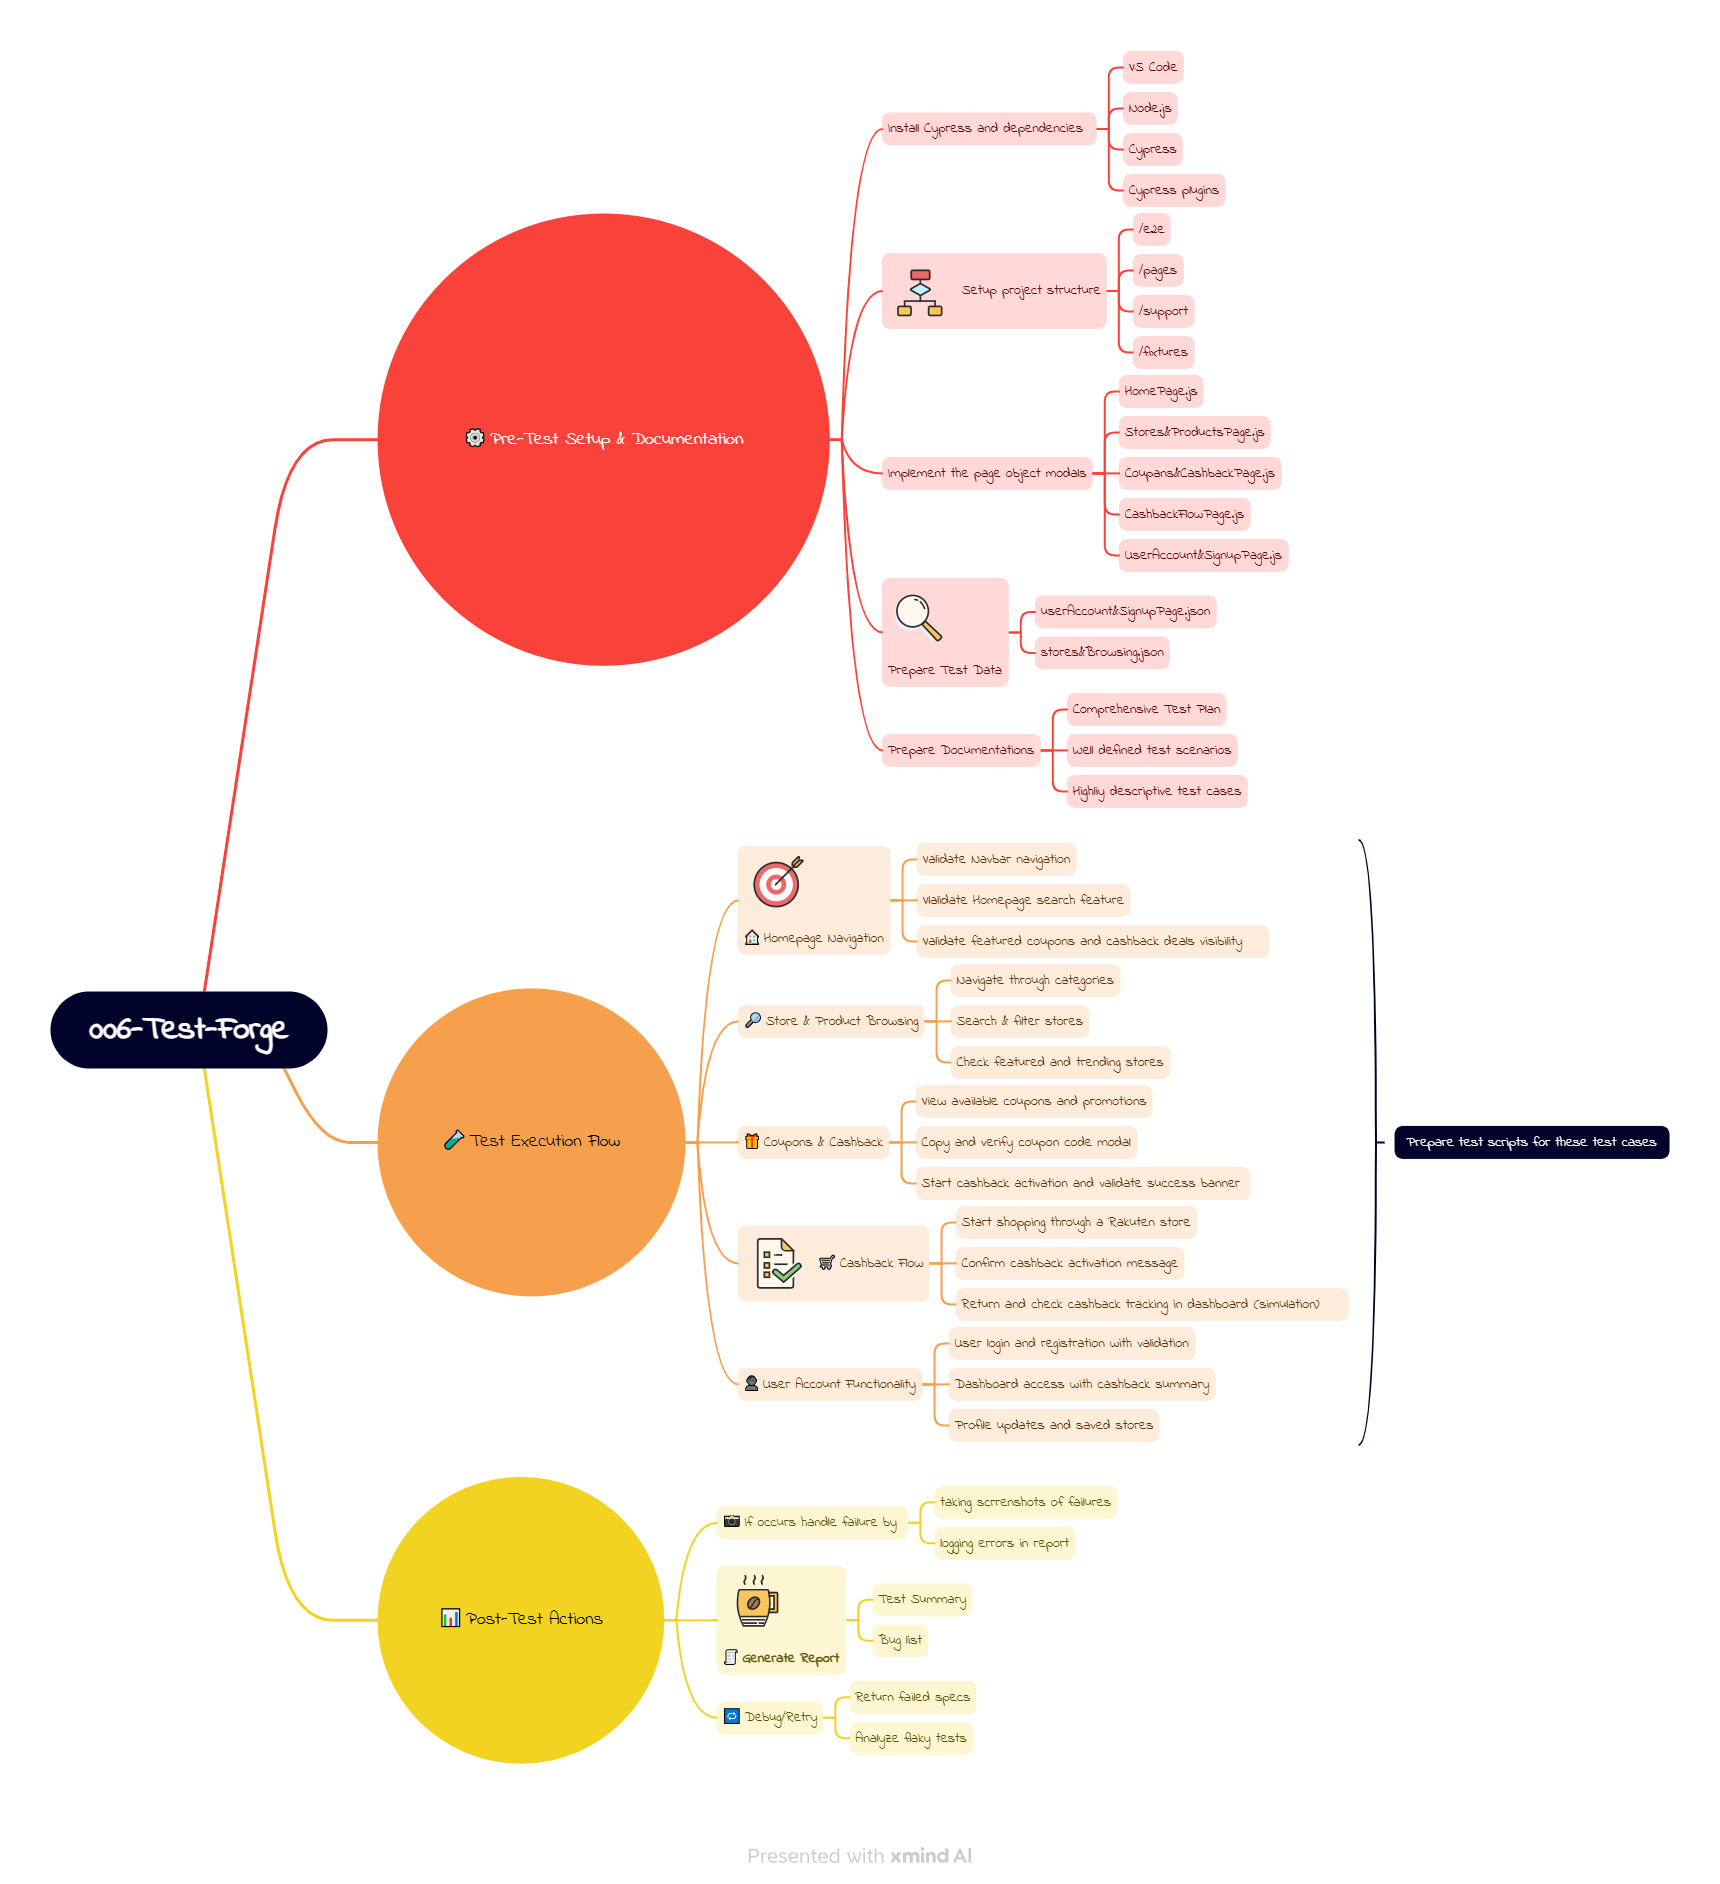 006-Test-Forge
Pre-Test Setup & Documentation
Install Cypress and dependencies
VS Code
Node.js
Cypress
Cypress plugins
Setup project structure
/e2e
/pages
/support
/fixtures
Implement the page object modals
HomePage.js
Stores&ProductsPage.js
Coupans&CashbackPage.js
CashbackFlowPage.js
UserAccount&SignupPage.js
Prepare Test Data
userAccount&SignupPage.json
stores&Browsing.json
Prepare Documentations
Comprehensive Test Plan
Well defined test scenarios
Highliy descriptive test cases
Test Execution Flow
Homepage Navigation
Validate Navbar navigation
Vlalidate Homepage search feature
Validate featured coupons and cashback deals visibility
Store & Product Browsing
Navigate through categories
Search & filter stores
Check featured and trending stores
Coupons & Cashback
View available coupons and promotions
Copy and verify coupon code modal
Start cashback activation and validate success banner
Cashback Flow
Start shopping through a Rakuten store
Confirm cashback activation message
Return and check cashback tracking in dashboard (simulation)
User Account Functionality
User login and registration with validation
Dashboard access with cashback summary
Profile updates and saved stores
Prepare test scripts for these test cases
Post-Test Actions
If occurs handle failure by
taking scrrenshots of failures
logging errors in report
Generate Report
Test Summary
Bug list
Debug/Retry
Return failed specs
Analyze flaky tests
Presented with xmind AI